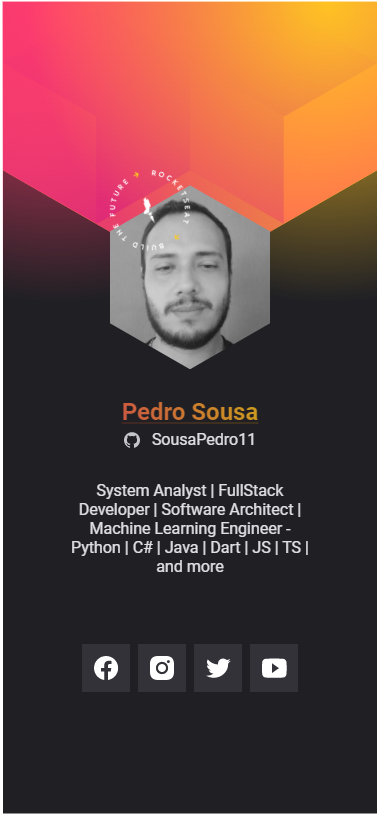 ROCKETSEAT
BUILD THE FUTURE
Pedro Sousa
SousaPedro11
System Analyst | FullStack
Developer | Software Architect |
Machine Learning Engineer -
Python | C# | Java | Dart | JS | TS |
and more